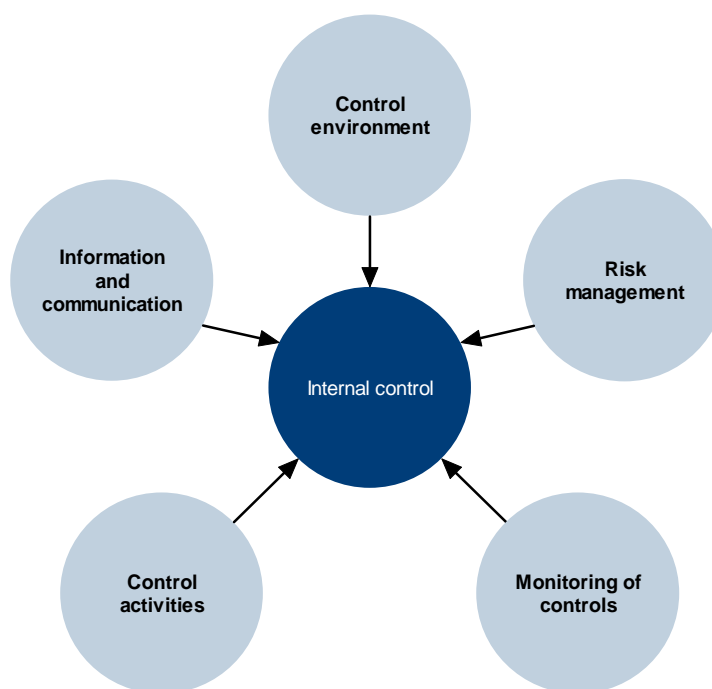 Control
environment
Information
and
communication
Risk
management
Internal control
Control
activities
Monitoring of
controls